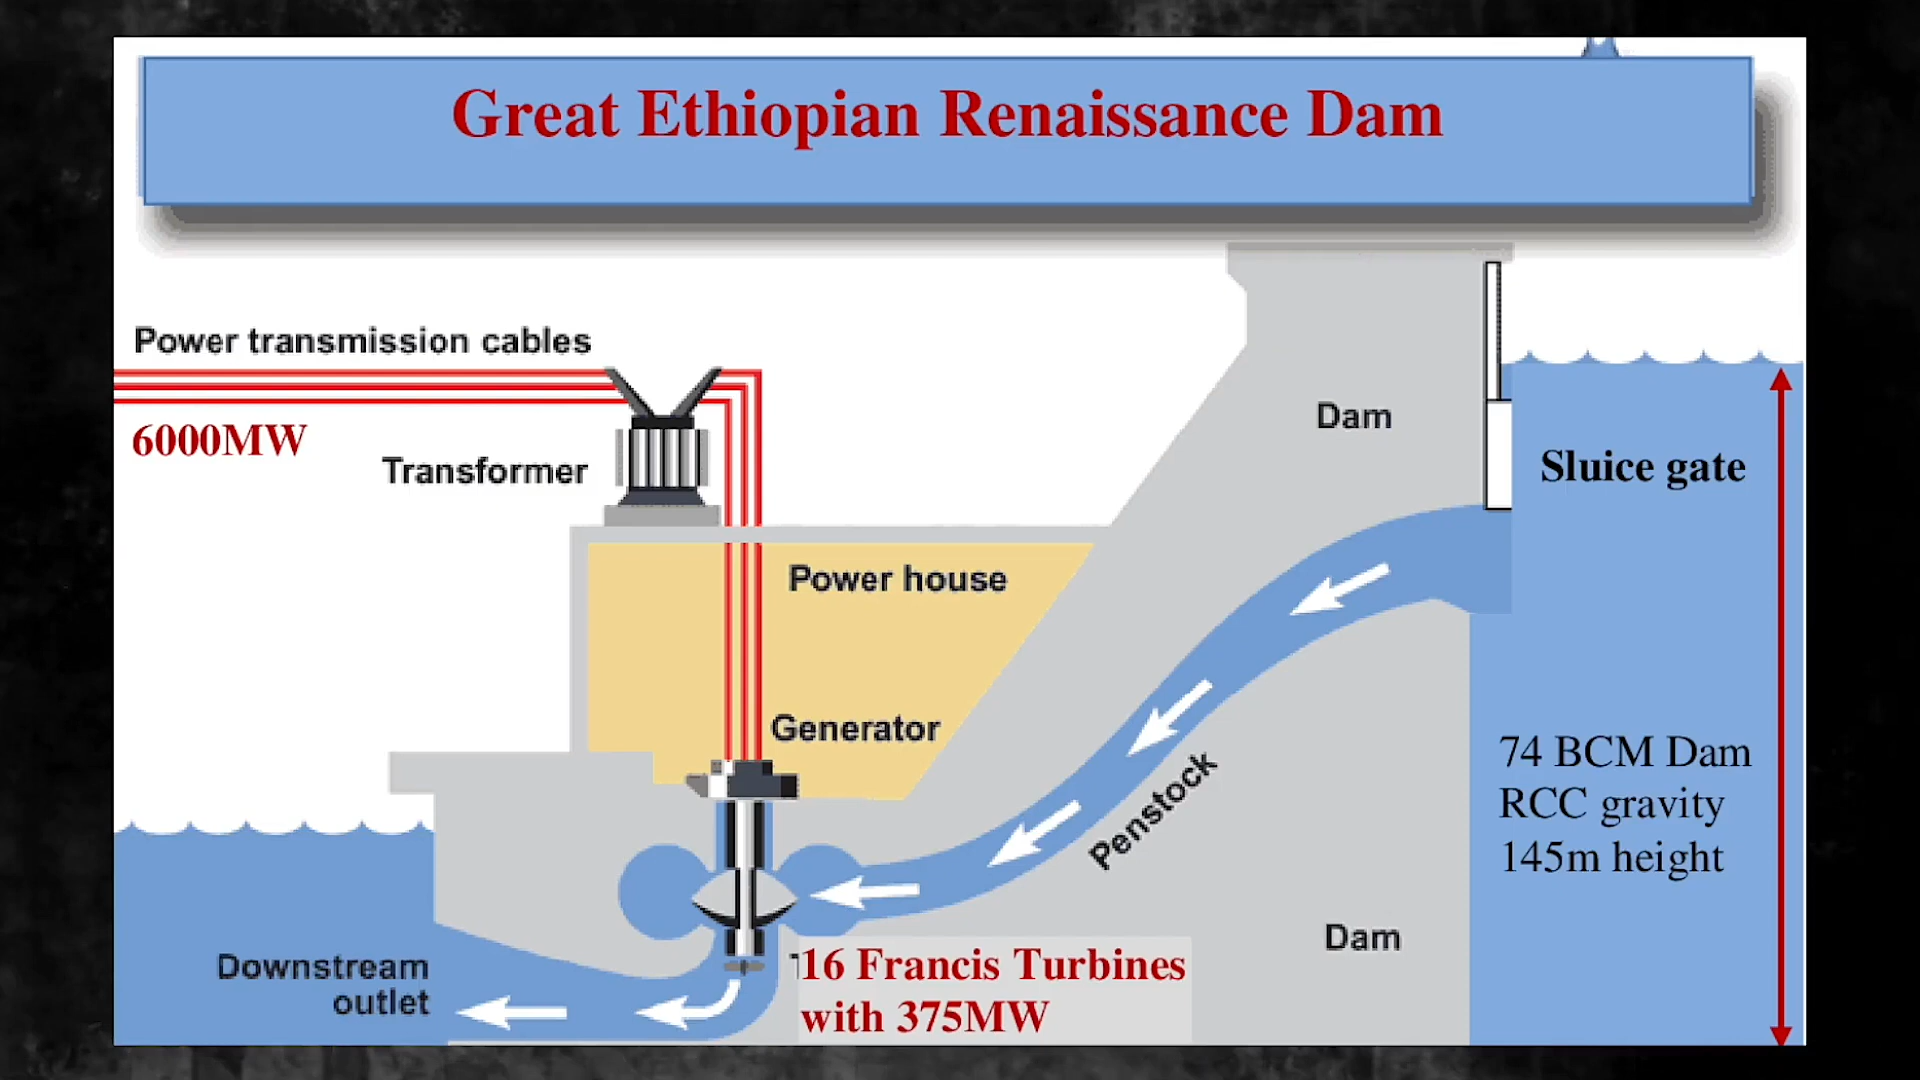 Great Ethiopian Renaissance Dam
Power transmission cables
6000MW
Transformer
Dam
Sluice gate
Power house
Generator
Penstock
74 BCM Dam
RCC gravity
145m height
Dam
16 Francis Turbines
with 375MW
Downstream
outlet